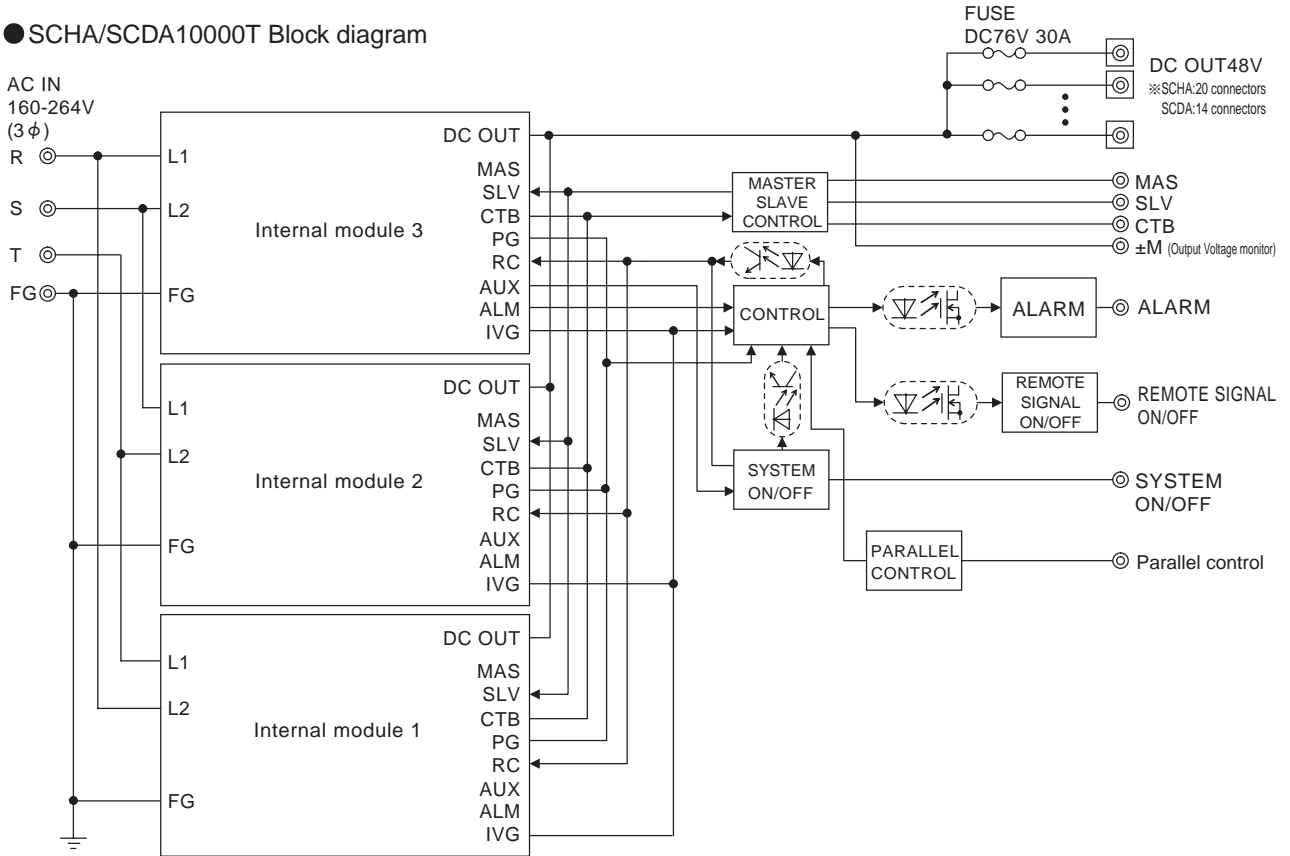 ●SCHA/SCDA10000T Block diagram
FUSE
DC76V 30A
DC OUT48V
※SCHA:20 connectors
SCDA:14 connectors
AC IN
160-264V
(3φ)
R
S
T
FG
L1
L2
FG
Internal module 3
DC OUT
MAS
SLV
CTB
PG
RC
AUX
ALM
IVG
L1
L2
FG
Internal module 2
DC OUT
MAS
SLV
CTB
PG
RC
AUX
ALM
IVG
L1
L2
FG
Internal module 1
DC OUT
MAS
SLV
CTB
PG
RC
AUX
ALM
IVG
MASTER
SLAVE
CONTROL
MAS
SLV
CTB
±M (Output Voltage monitor)
CONTROL
ALARM
ALARM
REMOTE
SIGNAL
ON/OFF
REMOTE SIGNAL
ON/OFF
SYSTEM
ON/OFF
SYSTEM
ON/OFF
PARALLEL
CONTROL
Parallel control